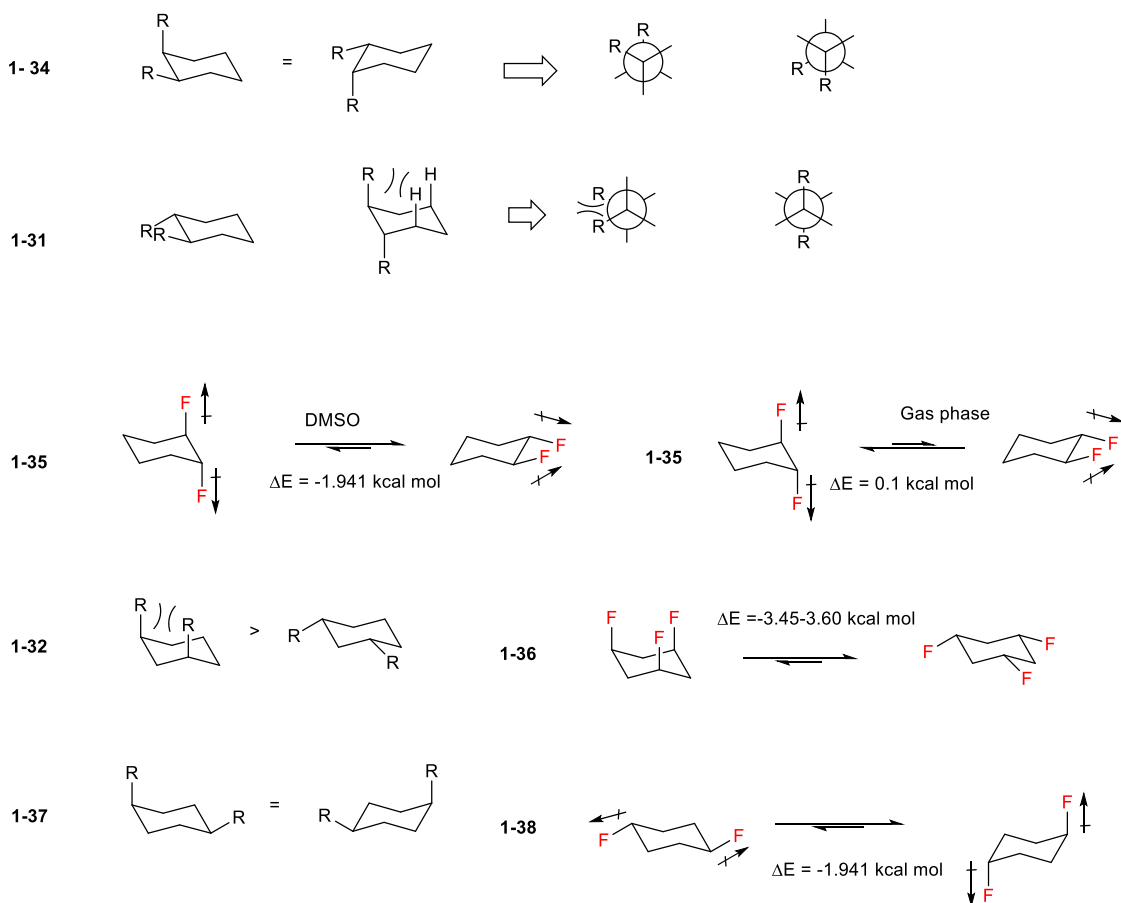 R
R
R
R
R
R
R
R
1- 34
=
R
R
R
R
H
H
R
R
R
R
R
1-31
F
F
DMSO
ΔE = -1.941 kcal mol
F
F
1-35
F
F
1-35
Gas phase
ΔE = 0.1 kcal mol
F
F
R
R
>
R
R
1-32
F
F
F
1-36
ΔE =-3.45-3.60 kcal mol
F
F
F
R
R
=
R
R
1-37
1-38
F
F
ΔE = -1.941 kcal mol
F
F